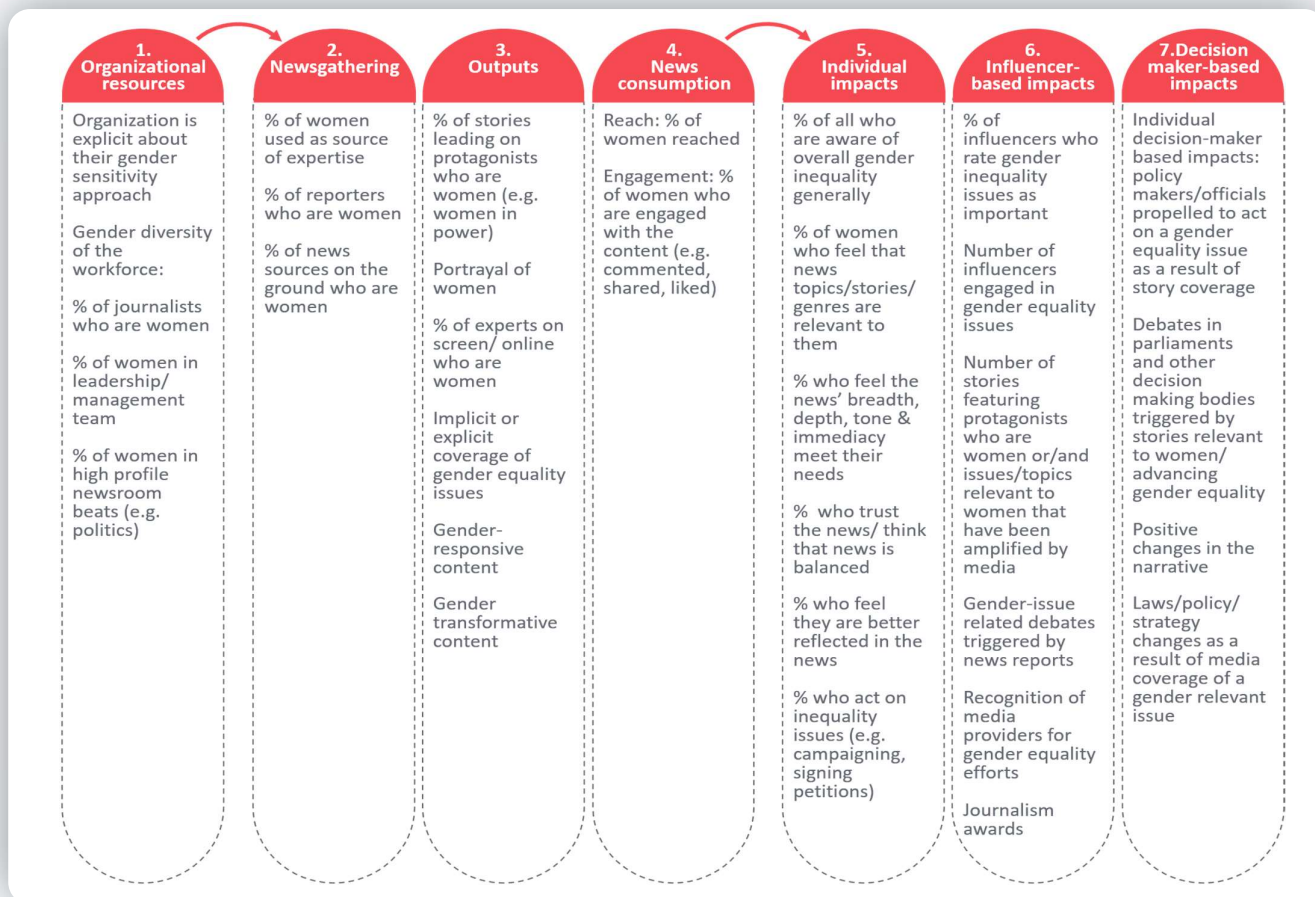 1.
Organizational
resources
Organization is
explicit about
their gender
sensitivity
approach
Gender diversity
of the
workforce:
% of journalists
who are women
% of women in
leadership/
management
team
% of women in
high profile
newsroom
beats (e.g.
politics)
2.
Newsgathering
% of women
used as source
of expertise
% of reporters
who are women
% of news
sources on the
ground who are
women
3.
Outputs
% of stories
leading on
protagonists
who are
women (e.g.
women in
power)
Portrayal of
women
% of experts on
screen/ online
who are
women
Implicit or
explicit
coverage of
gender equality
issues
Gender-
responsive
content
Gender
transformative
content
4.
News
consumption
Reach: % of
women reached
Engagement: %
of women who
are engaged
with the
content (e.g.
commented,
shared, liked)
5.
Individual
impacts
% of all who
are aware of
overall gender
inequality
generally
% of women
who feel that
news
topics/stories/
genres are
relevant to
them
% who feel the
news’ breadth,
depth, tone &
immediacy
meet their
needs
% who trust
the news/ think
that news is
balanced
% who feel
they are better
reflected in the
news
% who act on
inequality
issues (e.g.
campaigning,
signing
petitions)
6.
Influencer-
based impacts
% of
influencers who
rate gender
inequality
issues as
important
Number of
influencers
engaged in
gender equality
issues
Number of
stories
featuring
protagonists
who are
women or/and
issues/topics
relevant to
women that
have been
amplified by
media
Gender-issue
related debates
triggered by
news reports
Recognition of
media
providers for
gender equality
efforts
Journalism
awards
7.Decision
maker-based
impacts
Individual
decision-maker
based impacts:
policy
makers/officials
propelled to act
on a gender
equality issue
as a result of
story coverage
Debates in
parliaments
and other
decision
making bodies
triggered by
stories relevant
to women/
advancing
gender equality
Positive
changes in the
narrative
Laws/policy/
strategy
changes as a
result of media
coverage of a
gender relevant
issue